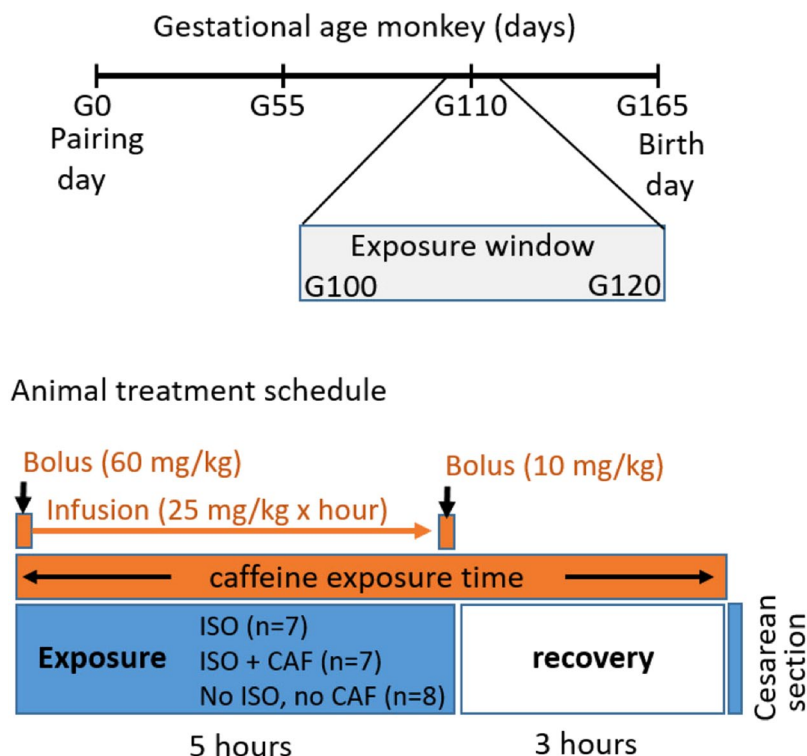 Gestational age monkey (days)
G0 G55 G110 G165
Pairing day
Birth day
Exposure window
G100 G120
Animal treatment schedule
Bolus (60 mg/kg)
Bolus (10 mg/kg)
Infusion (25 mg/kg x hour)
caffeine exposure time
Exposure
ISO (n=7)
ISO + CAF (n=7)
No ISO, no CAF (n=8)
recovery
Cesarean section
5 hours
3 hours